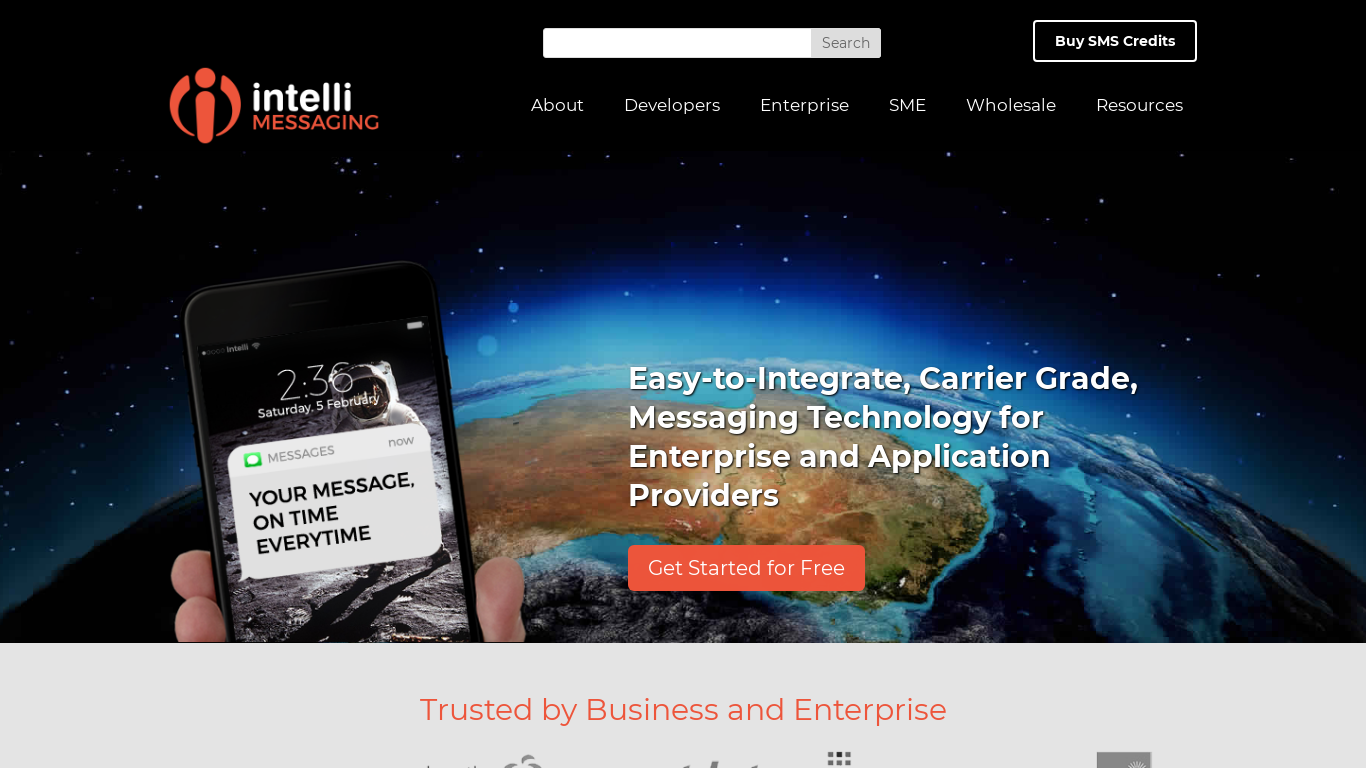 Search
Buy SMS Credits
intelli
MESSAGING
About
Developers
Enterprise
SME
Wholesale
Resources
intelli
2:36
Saturday, 5 February
MESSAGES
now
YOUR MESSAGE,
ON TIME
EVERYTIME
Easy-to-Integrate, Carrier Grade,
Messaging Technology for
Enterprise and Application
Providers
Get Started for Free
Trusted by Business and Enterprise